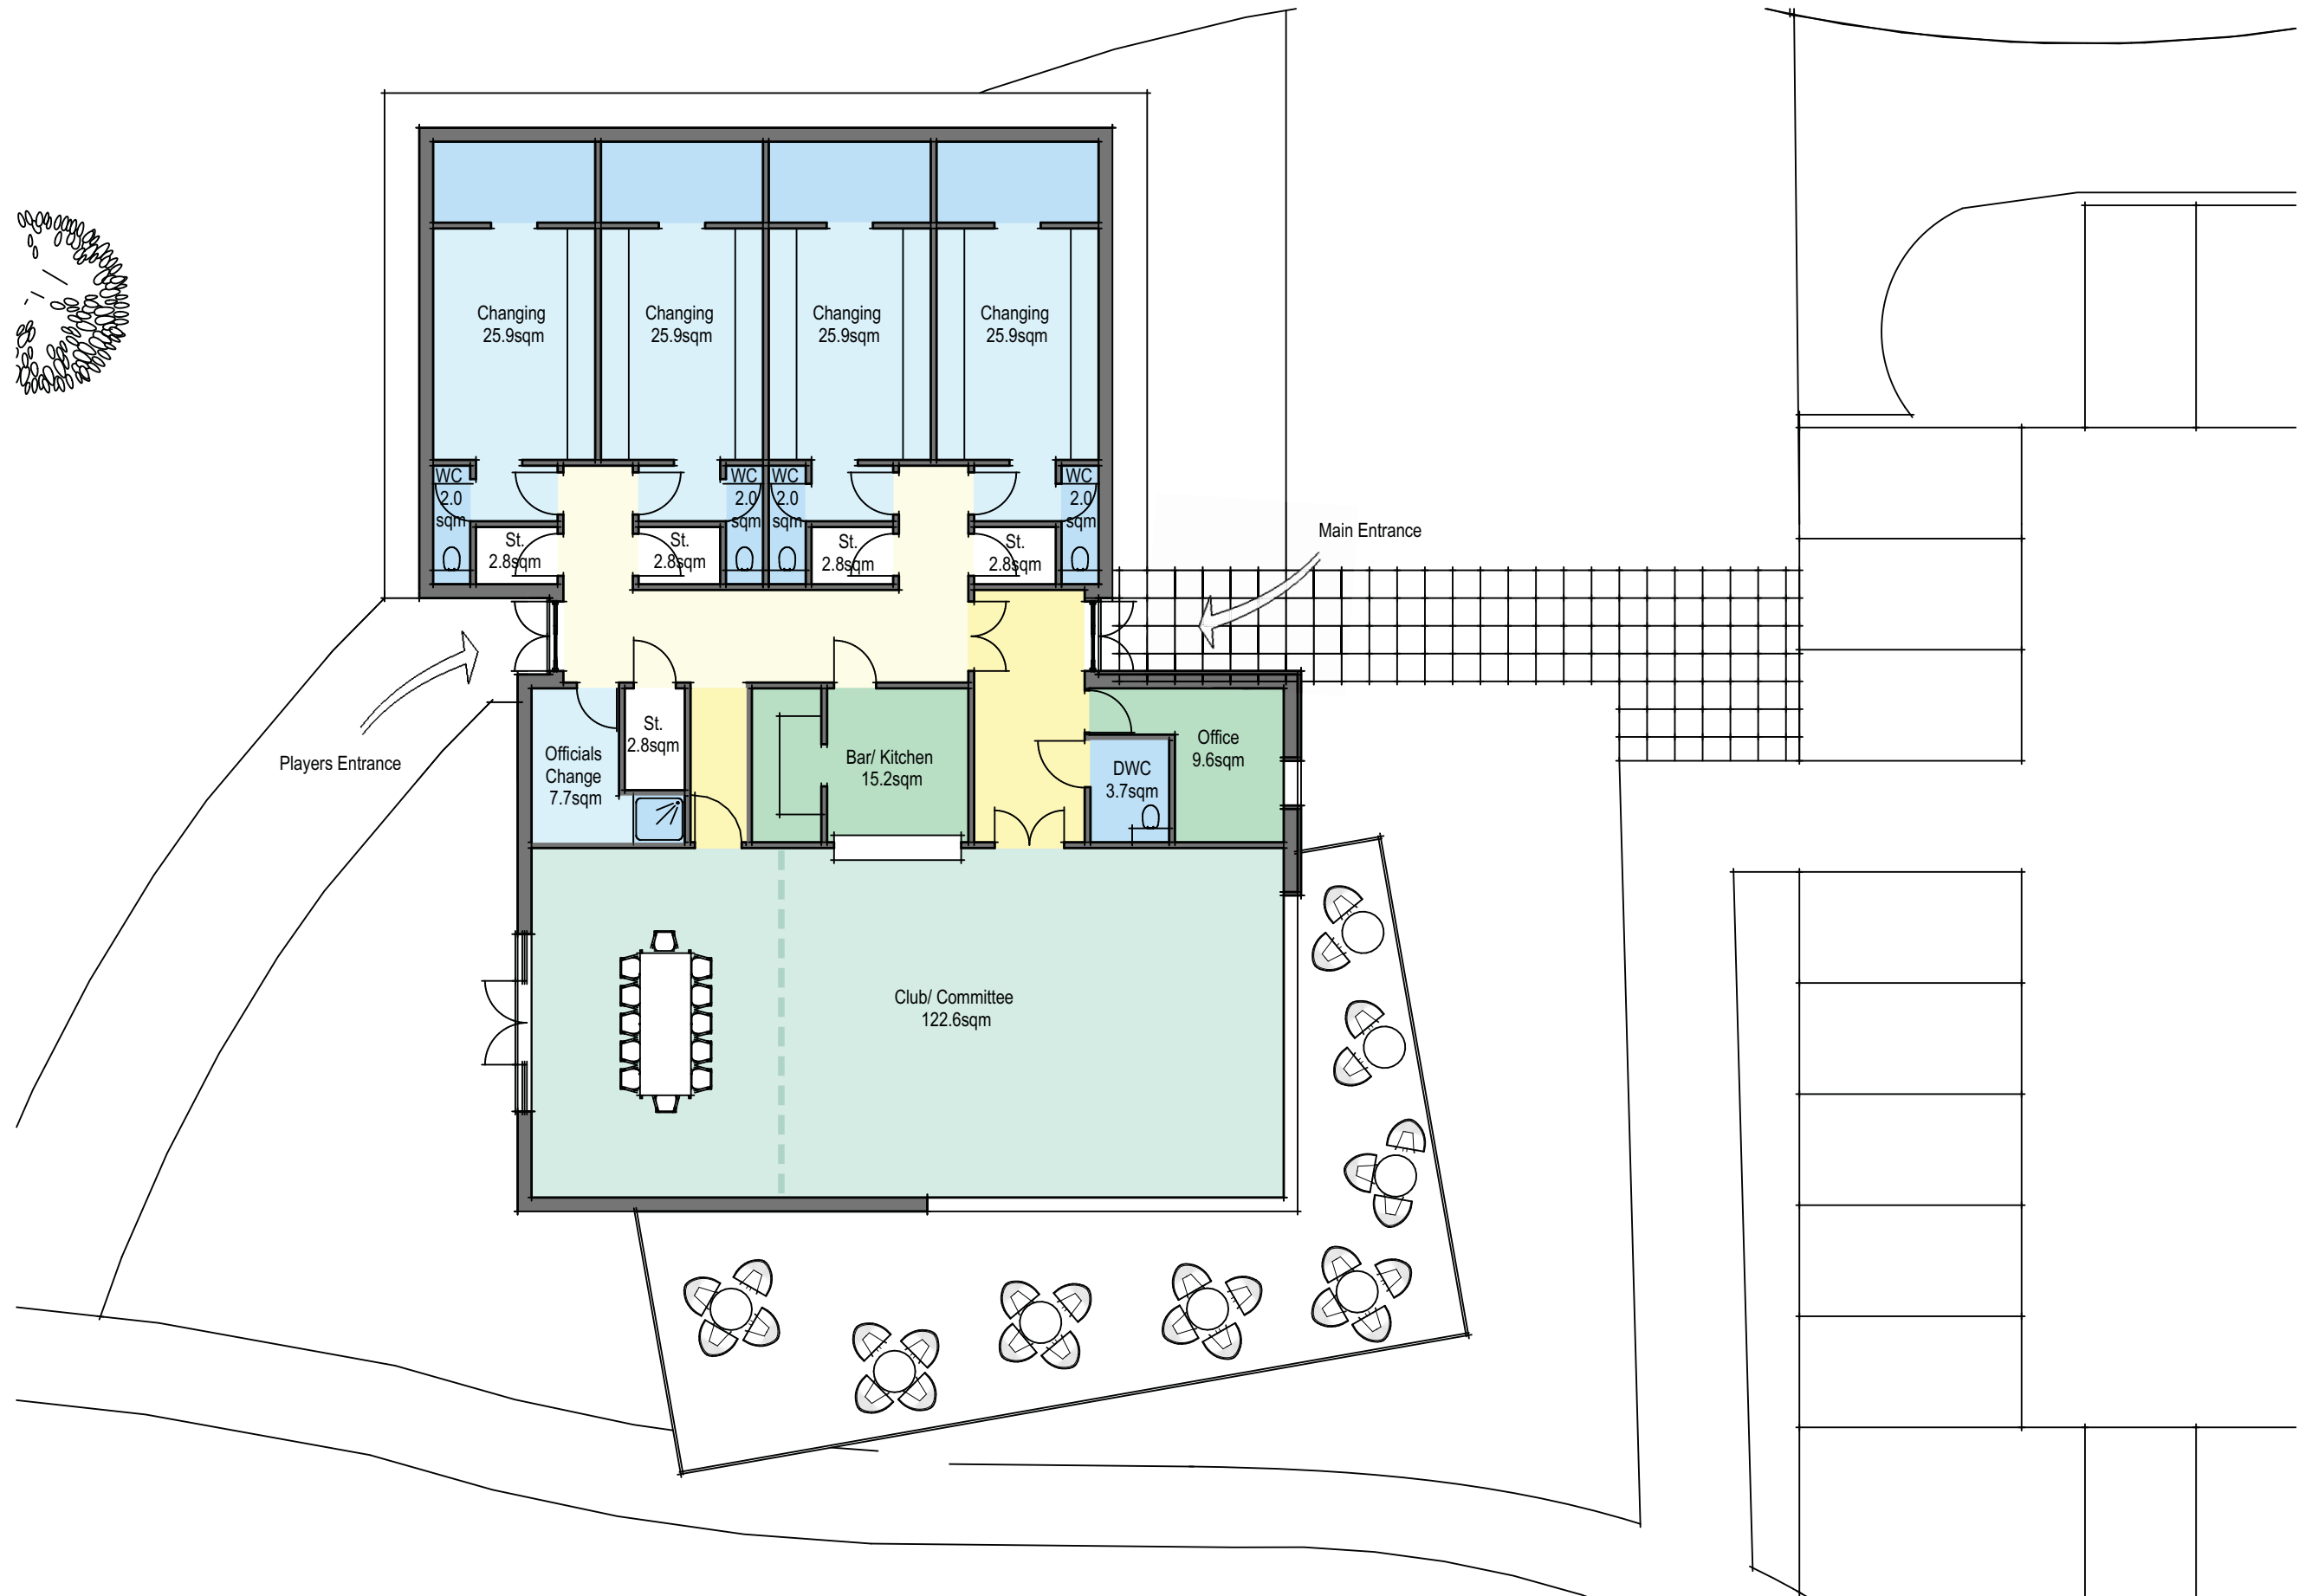 Changing
25.9sqm
Changing
25.9sqm
Changing
25.9sqm
Changing
25.9sqm
WC
2.0
sqm
WC
2.0
sqm
WC
2.0
sqm
WC
2.0
sqm
St.
2.8sqm
St.
2.8sqm
St.
2.8sqm
St.
2.8sqm
Main Entrance
Players Entrance
Officials
Change
7.7sqm
St.
2.8sqm
Bar/ Kitchen
15.2sqm
DWC
3.7sqm
Office
9.6sqm
Club/ Committee
122.6sqm